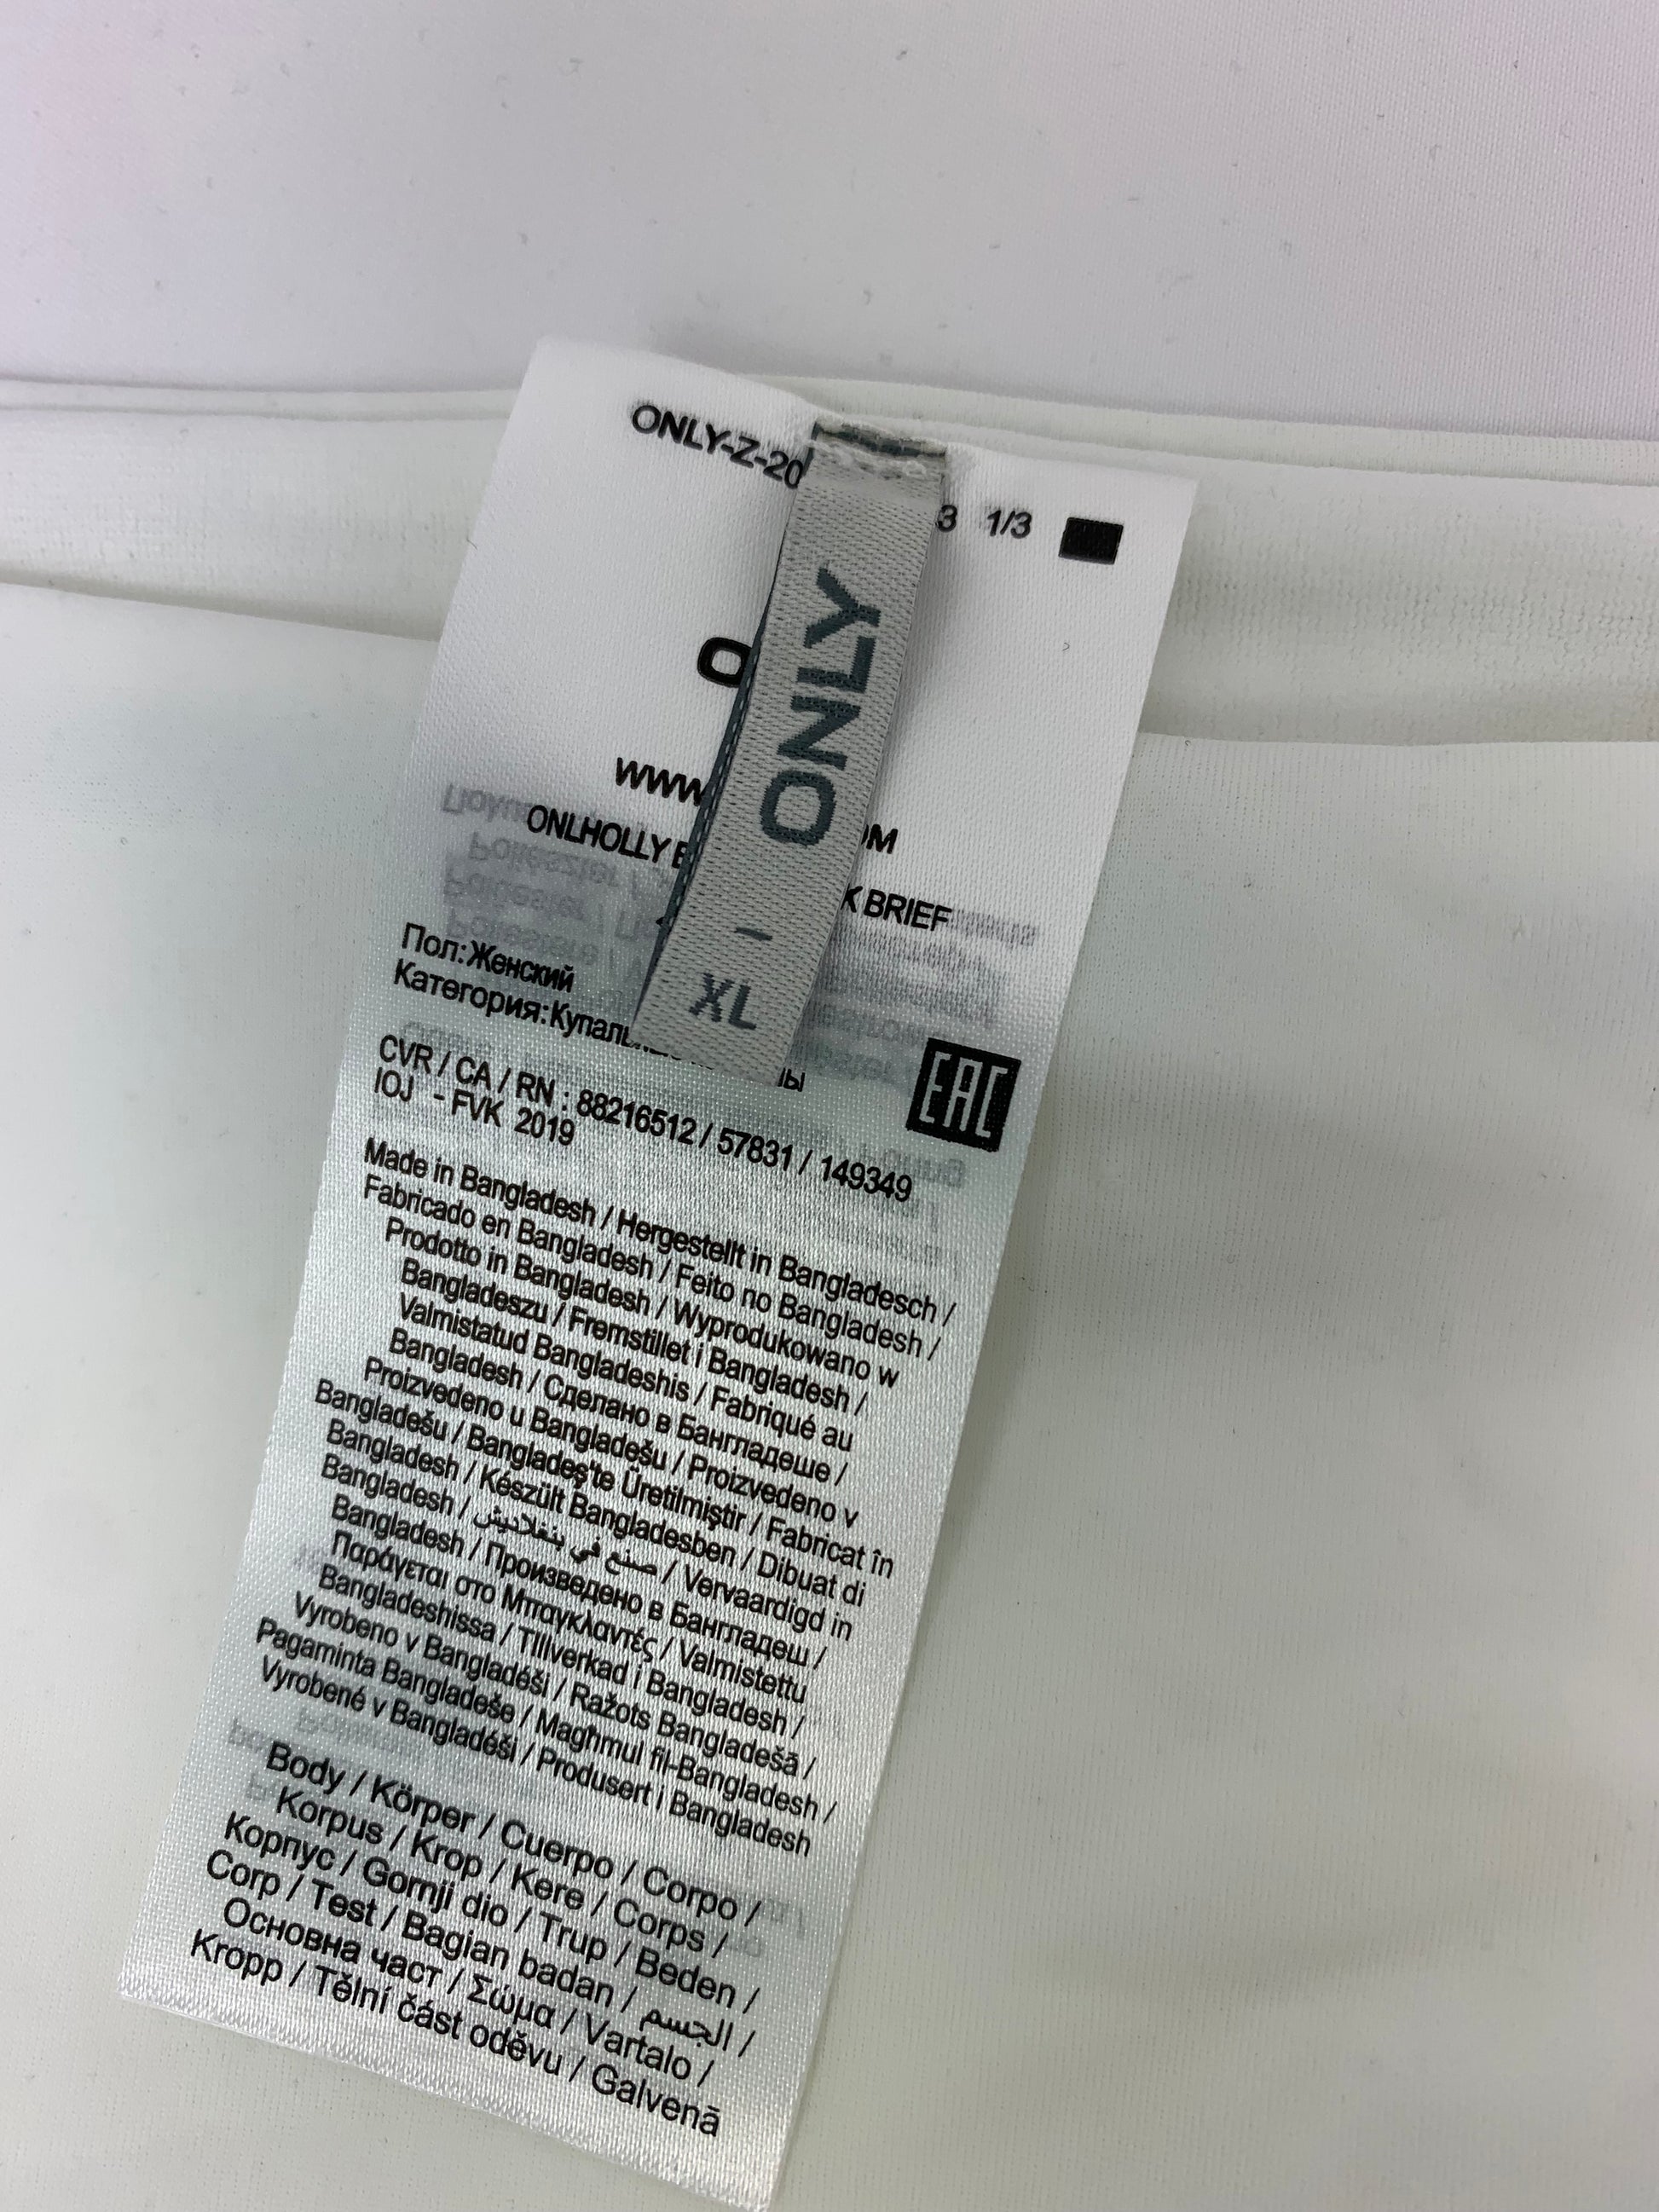 ONLY-Z-20
3 1/3
ONLY
XL
WWW
OM
ONLHOLLY
K BRIEF
Пол:Женский
EAC
CVR / CA / RN : 88216512 / 57831 / 149349
IOJ - FVK 2019
Made in Bangladesh / Hergestellt in Bangladesch /
Fabricado en Bangladesh / Feito no Bangladesh /
Prodotto in Bangladesh / Wyprodukowano w
Bangladeszu / Fremstillet i Bangladesh /
Valmistatud Bangladeshis / Fabriqué au
Bangladesh / Сделано в Бангладеше /
Proizvedeno u Bangladešu / Proizvedeno v
Bangladešu / Bangladeş'te Üretilmiştir / Fabricat în
Bangladesh / Készült Bangladesben / Dibuat di
Bangladesh / صنع في بنغلاديش / Vervaardigd in
Bangladesh / Произведено в Бангладеш /
Παράγεται στο Μπαγκλαντές / Valmistettu
Bangladeshissa / Tillverkad i Bangladesh /
Vyrobeno v Bangladéši / Ražots Bangladešā /
Pagaminta Bangladeše / Magħmul fil-Bangladesh /
Vyrobené v Bangladéši / Produsert i Bangladesh
Body / Körper / Cuerpo / Corpo /
Korpus / Krop / Kere / Corps /
Корпус / Gornji dio / Trup / Beden /
Corp / Test / Bagian badan / الجسم /
Основна част / Σώμα / Vartalo /
Kropp / Tělní část oděvu / Galvenā